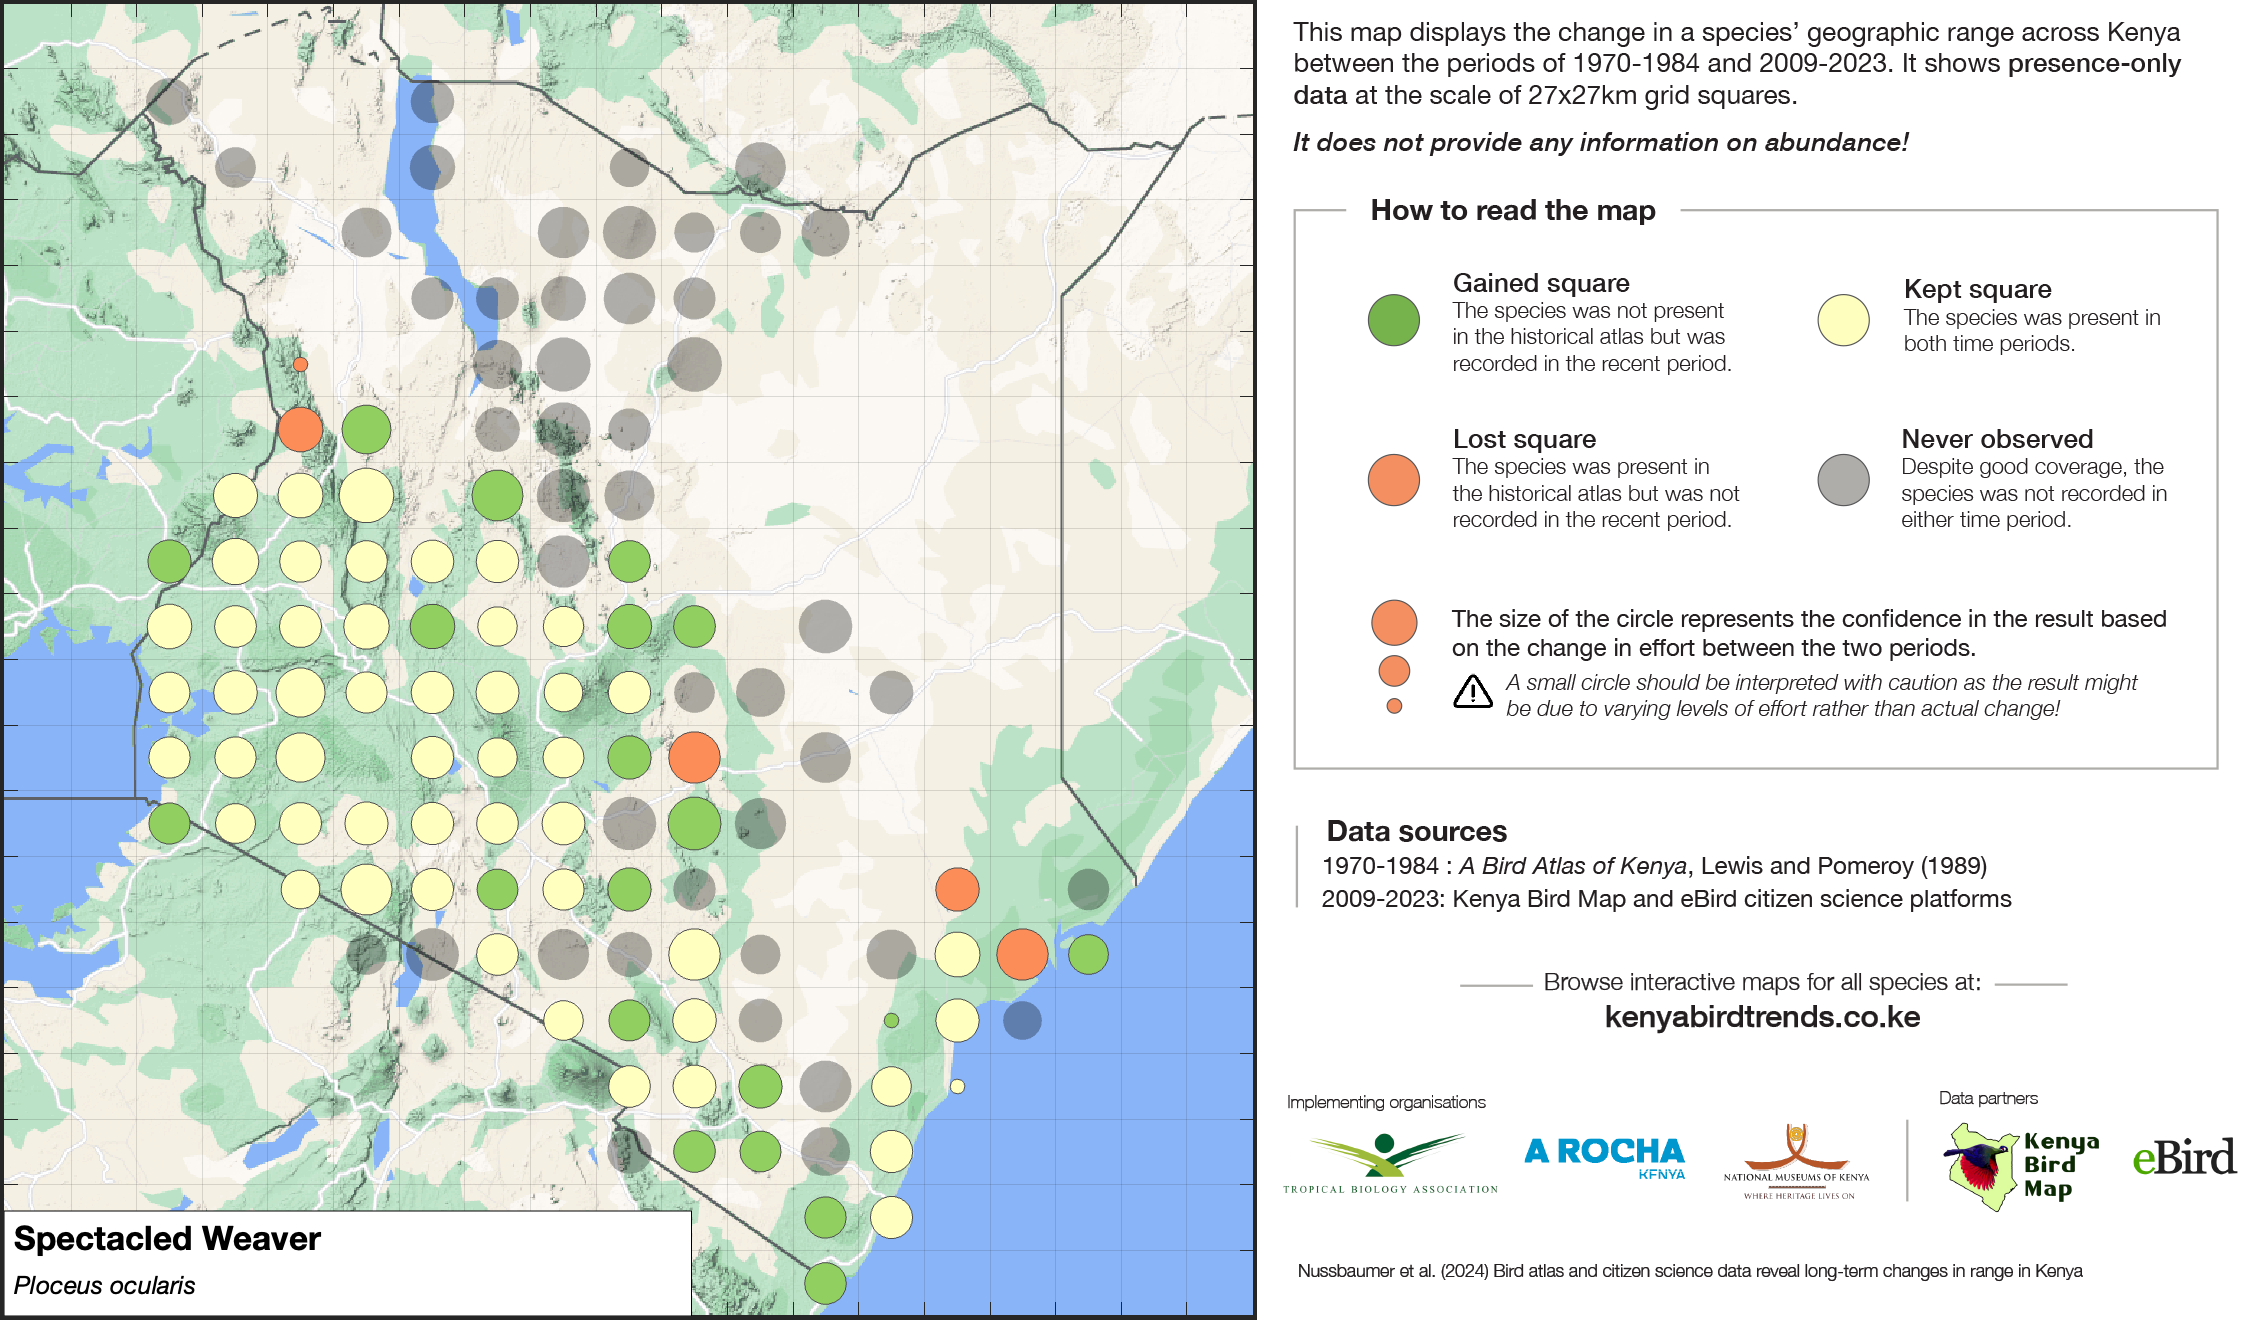 This map displays the change in a species’ geographic range across Kenya
between the periods of 1970-1984 and 2009-2023. It shows presence-only
data at the scale of 27x27km grid squares.
It does not provide any information on abundance!
How to read the map
Gained square
The species was not present
in the historical atlas but was
recorded in the recent period.
Kept square
The species was present in
both time periods.
Lost square
The species was present in
the historical atlas but was not
recorded in the recent period.
Never observed
Despite good coverage, the
species was not recorded in
either time period.
The size of the circle represents the confidence in the result based
on the change in effort between the two periods.
A small circle should be interpreted with caution as the result might
be due to varying levels of effort rather than actual change!
Data sources
1970-1984 : A Bird Atlas of Kenya, Lewis and Pomeroy (1989)
2009-2023: Kenya Bird Map and eBird citizen science platforms
Browse interactive maps for all species at:
kenyabirdtrends.co.ke
Implementing organisations
Data partners
TROPICAL BIOLOGY ASSOCIATION
A ROCHA
KENYA
NATIONAL MUSEUMS OF KENYA
WHERE HERITAGE LIVES ON
Kenya
Bird
Map
eBird
Nussbaumer et al. (2024) Bird atlas and citizen science data reveal long-term changes in range in Kenya
Spectacled Weaver
Ploceus ocularis